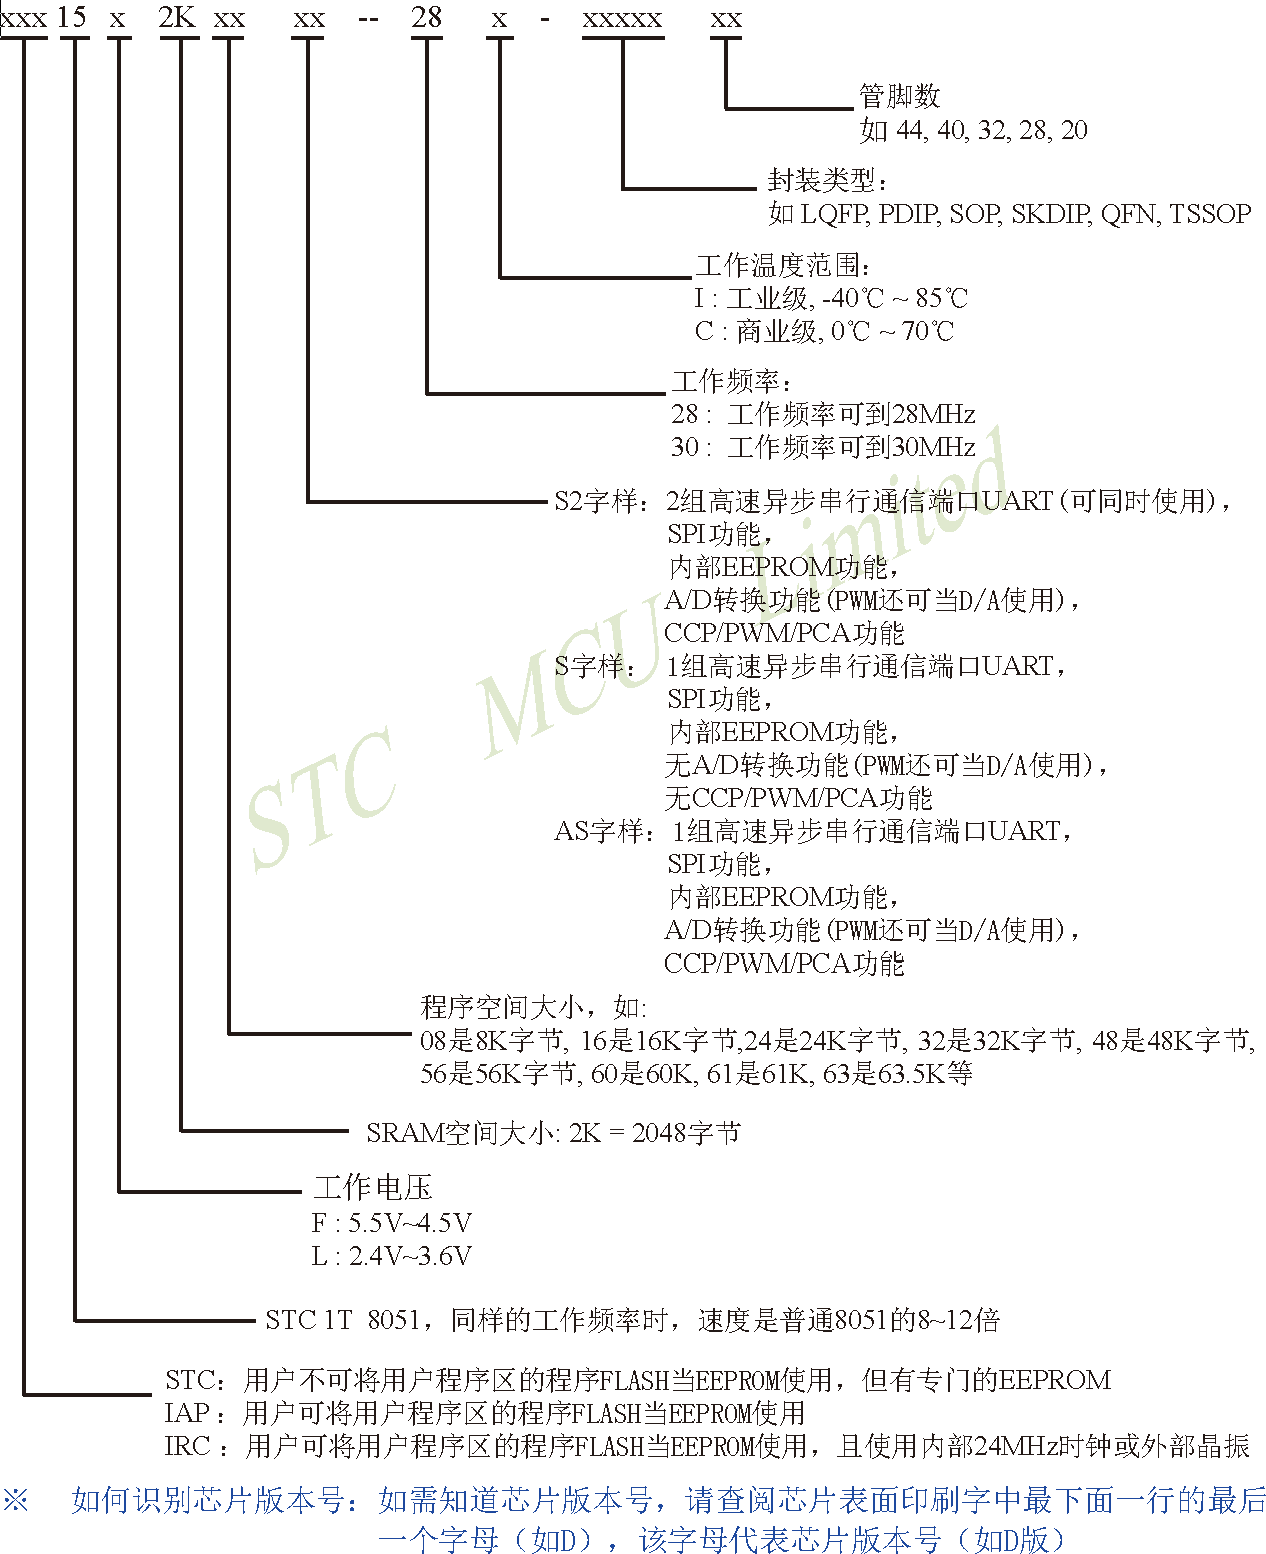 xxx 15 x 2K xx xx -- 28 x - xxxxx xx
管脚数
如 44, 40, 32, 28, 20
封装类型：
如 LQFP, PDIP, SOP, SKDIP, QFN, TSSOP
工作温度范围：
I : 工业级, -40℃ ~ 85℃
C : 商业级, 0℃ ~ 70℃
工作频率：
28 : 工作频率可到28MHz
30 : 工作频率可到30MHz
S2字样：2组高速异步串行通信端口UART(可同时使用)，
SPI功能，
内部EEPROM功能，
A/D转换功能(PWM还可当D/A使用)，
CCP/PWM/PCA功能
S字样： 1组高速异步串行通信端口UART，
SPI功能，
内部EEPROM功能，
无A/D转换功能(PWM还可当D/A使用)，
无CCP/PWM/PCA功能
AS字样：1组高速异步串行通信端口UART，
SPI功能，
内部EEPROM功能，
A/D转换功能(PWM还可当D/A使用)，
CCP/PWM/PCA功能
程序空间大小，如:
08是8K字节, 16是16K字节,24是24K字节, 32是32K字节, 48是48K字节,
56是56K字节, 60是60K, 61是61K, 63是63.5K等
SRAM空间大小: 2K = 2048字节
工作电压
F : 5.5V~4.5V
L : 2.4V~3.6V
STC 1T 8051，同样的工作频率时，速度是普通8051的8~12倍
STC：用户不可将用户程序区的程序FLASH当EEPROM使用，但有专门的EEPROM
IAP：用户可将用户程序区的程序FLASH当EEPROM使用
IRC：用户可将用户程序区的程序FLASH当EEPROM使用，且使用内部24MHz时钟或外部晶振
※ 如何识别芯片版本号：如需知道芯片版本号，请查阅芯片表面印刷字中最下面一行的最后
一个字母（如D），该字母代表芯片版本号（如D版）
STC MCU Limited